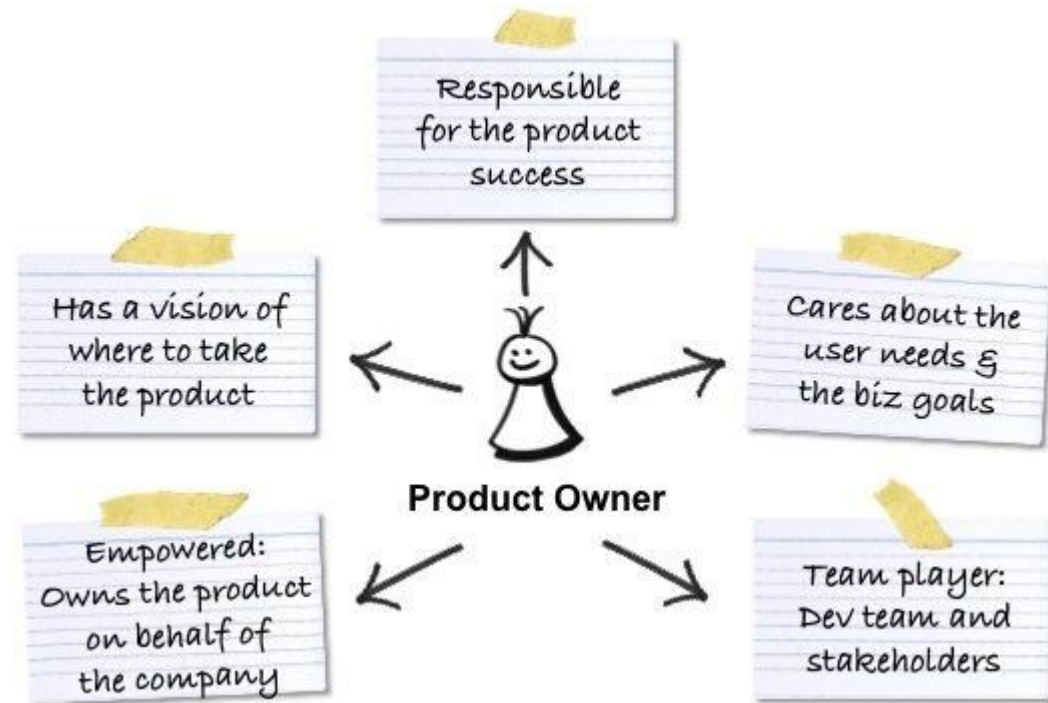 Responsible
for the product
success
Has a vision of
where to take
the product
Cares about the
user needs &
the biz goals
Product Owner
Empowered:
Owns the product
on behalf of
the company
Team player:
Dev team and
stakeholders